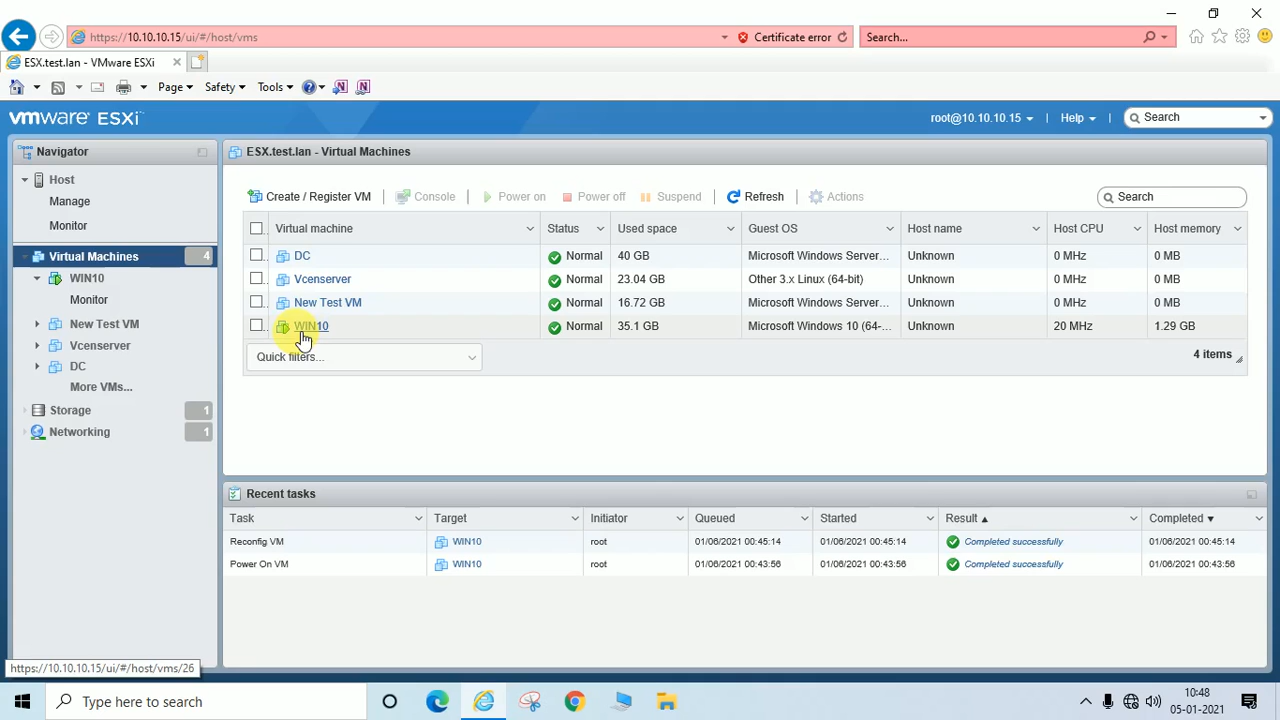 https://10.10.10.15/ui/#/host/vms
Certificate error
Search...
ESX.test.lan - VMware ESXi
Page
Safety
Tools
vmware ESXi
root@10.10.10.15 | Help | Search
Navigator
Host
Manage
Monitor
Virtual Machines 4
WIN10
Monitor
New Test VM
Vcenserver
DC
More VMs...
Storage 1
Networking 1
ESX.test.lan - Virtual Machines
Create / Register VM | Console | Power on Power off Suspend | Refresh | Actions
Search
Virtual machine Status Used space Guest OS Host name Host CPU Host memory
DC Normal 40 GB Microsoft Windows Server... Unknown 0 MHz 0 MB
Vcenserver Normal 23.04 GB Other 3.x Linux (64-bit) Unknown 0 MHz 0 MB
New Test VM Normal 16.72 GB Microsoft Windows Server... Unknown 0 MHz 0 MB
WIN10 Normal 35.1 GB Microsoft Windows 10 (64-... Unknown 20 MHz 1.29 GB
Quick filters...
4 items
Recent tasks
Task Target Initiator Queued Started Result Completed
Reconfig VM WIN10 root 01/06/2021 00:45:14 01/06/2021 00:45:14 Completed successfully 01/06/2021 00:45:14
Power On VM WIN10 root 01/06/2021 00:43:56 01/06/2021 00:43:56 Completed successfully 01/06/2021 00:43:56
https://10.10.10.15/ui/#/host/vms/26
Type here to search
10:48
05-01-2021